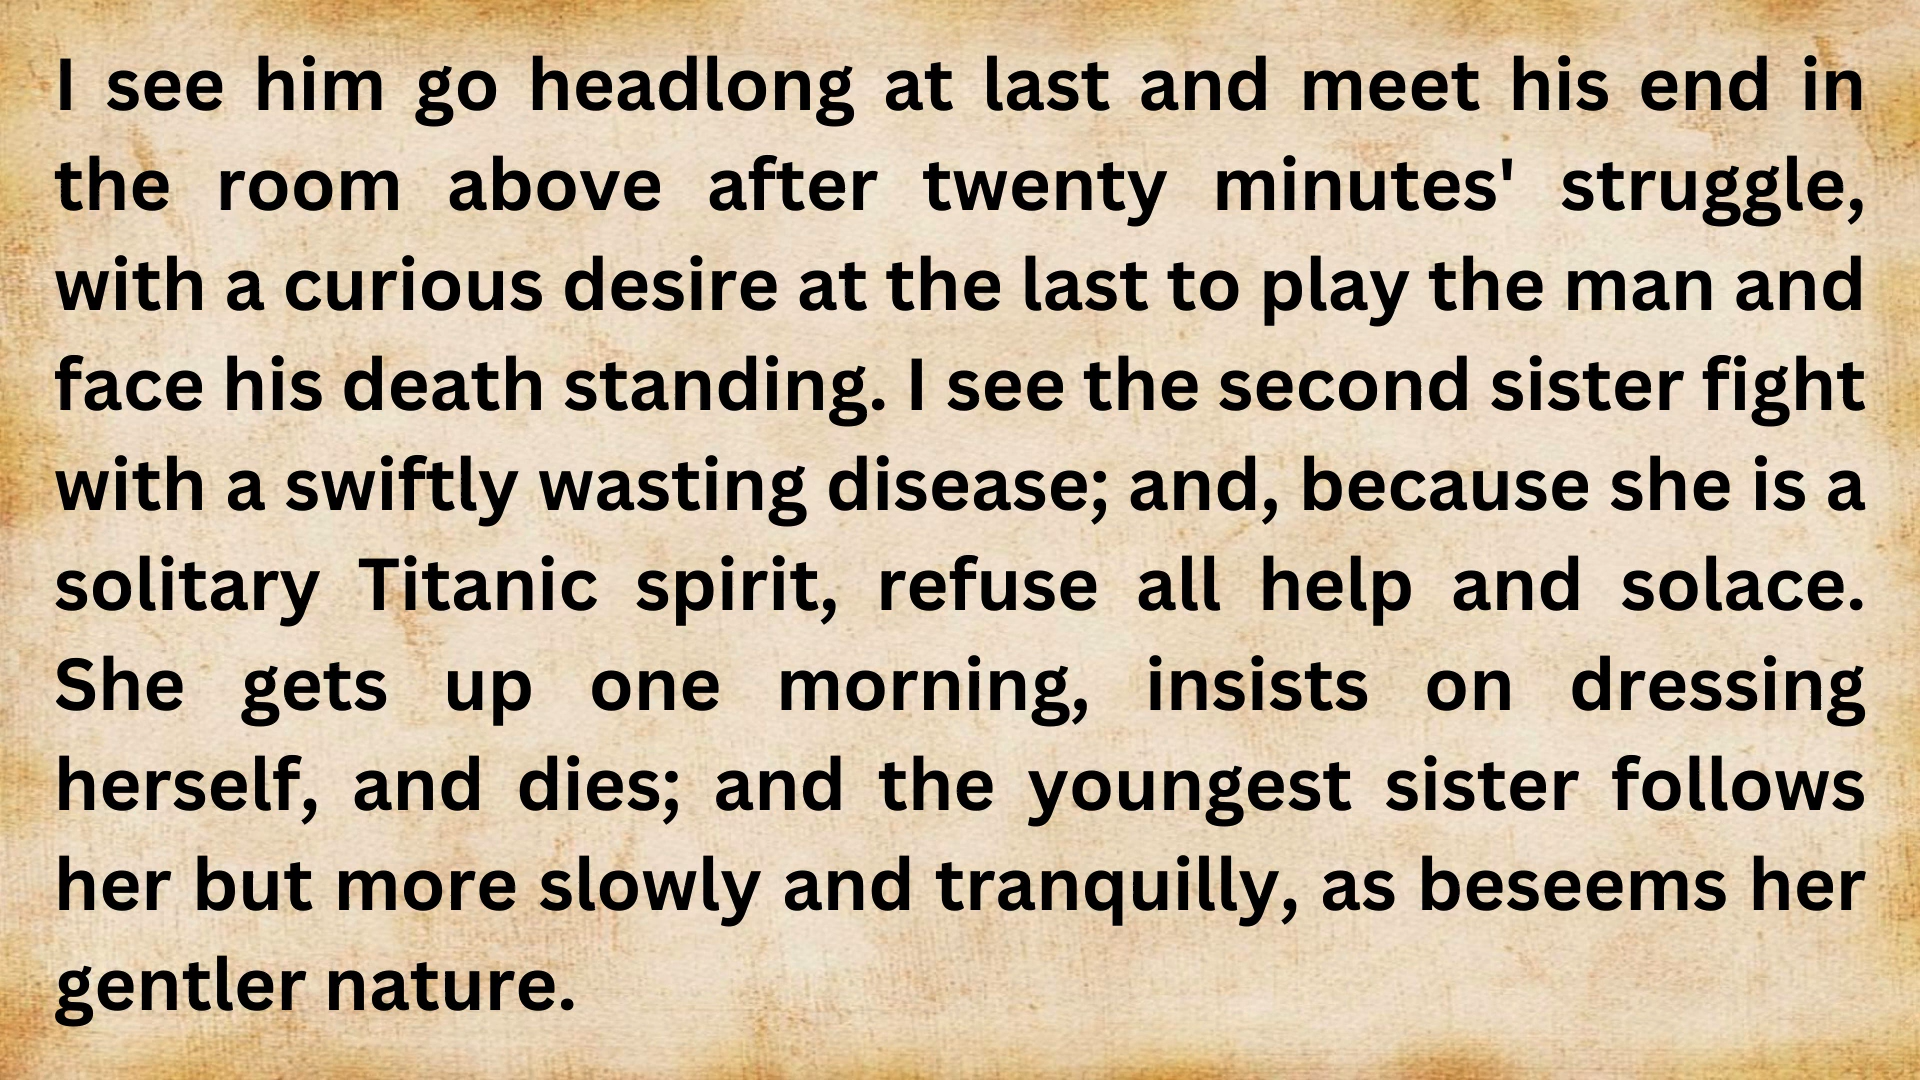 I see him go headlong at last and meet his end in
the room above after twenty minutes' struggle,
with a curious desire at the last to play the man and
face his death standing. I see the second sister fight
with a swiftly wasting disease; and, because she is a
solitary Titanic spirit, refuse all help and solace.
She gets up one morning, insists on dressing
herself, and dies; and the youngest sister follows
her but more slowly and tranquilly, as beseems her
gentler nature.